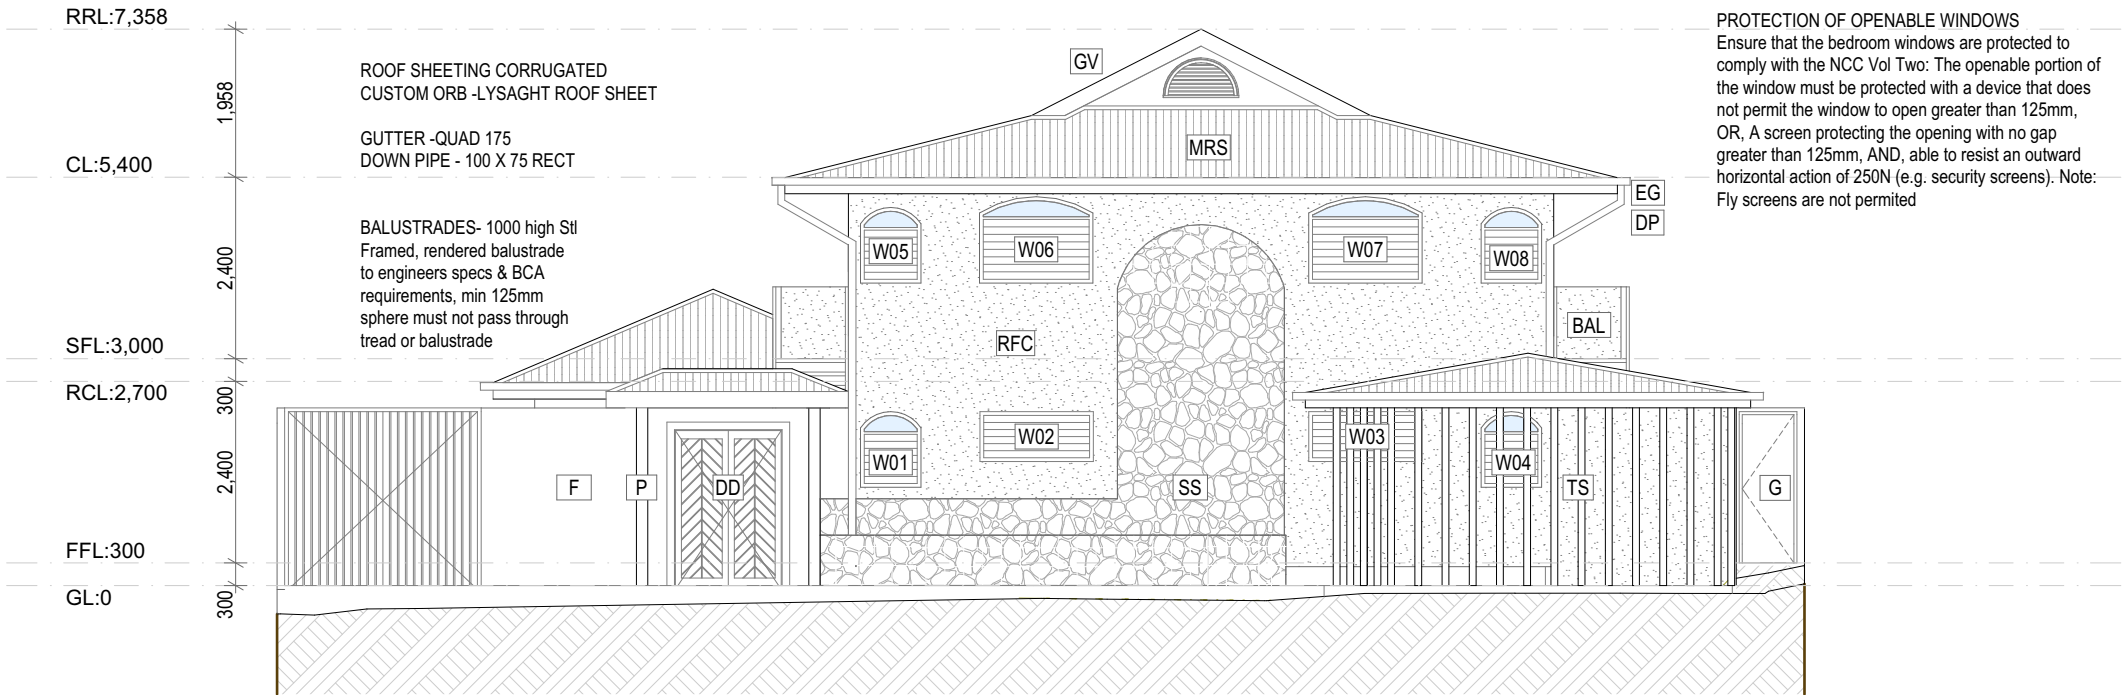 RRL:7,358
1,958
CL:5,400
2,400
SFL:3,000
RCL:2,700
300
2,400
FFL:300
GL:0
300
ROOF SHEETING CORRUGATED
CUSTOM ORB -LYSAGHT ROOF SHEET
GUTTER -QUAD 175
DOWN PIPE - 100 X 75 RECT
BALUSTRADES- 1000 high Stl
Framed, rendered balustrade
to engineers specs & BCA
requirements, min 125mm
sphere must not pass through
tread or balustrade
GV
MRS
EG
DP
W05
W06
W07
W08
BAL
RFC
W01
W02
W03
W04
F
P
DD
SS
TS
G
PROTECTION OF OPENABLE WINDOWS
Ensure that the bedroom windows are protected to
comply with the NCC Vol Two: The openable portion of
the window must be protected with a device that does
not permit the window to open greater than 125mm,
OR, A screen protecting the opening with no gap
greater than 125mm, AND, able to resist an outward
horizontal action of 250N (e.g. security screens). Note:
Fly screens are not permited